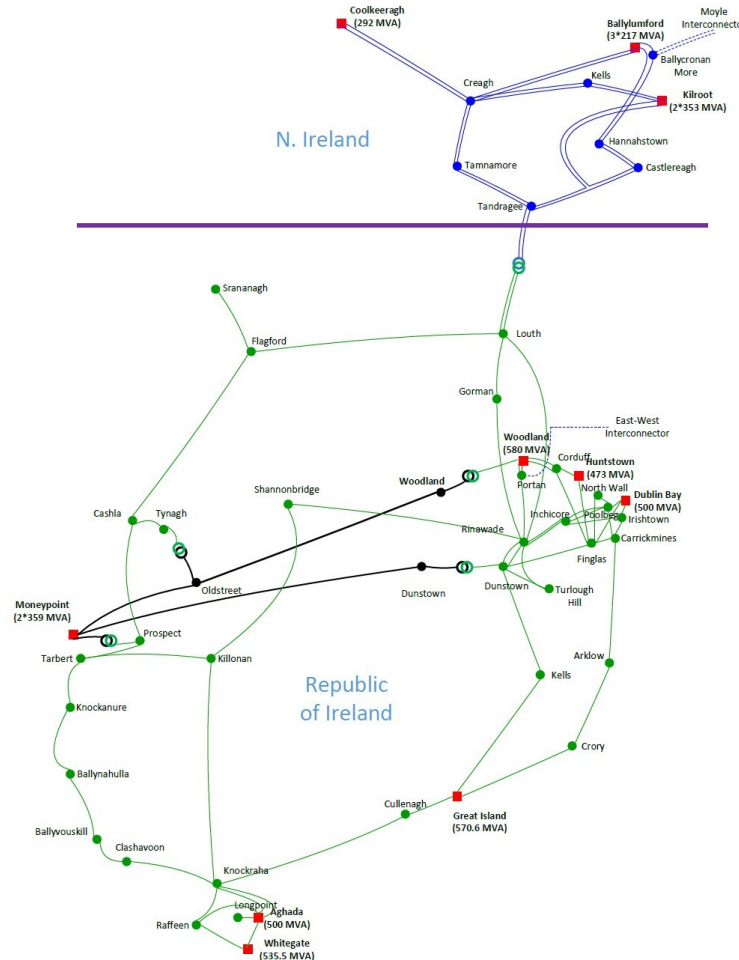 Moyle
Interconnecto
Coolkeeragh
(292 MVA)
Ballylumford
(3*217 MVA)
Ballycronan
More
Kells
Creagh
Kilroot
(2*353 MVA)
N. Ireland
Hannahstown
Tamnamore
Castlereagh
Tandragee
Srananagh
Louth
Flagford
Gorman
East-West
Interconnector
Woodland
(580 MVA)
Corduff
Huntstown
(473 MVA)
Woodland
Portan
North Wall
Dublin Bay
(500 MVA)
Shannonbridge
Inchicore
Poolbeg
Irishtown
Cashla
Tynagh
Rinawade
Carrickmines
Finglas
Oldstreet
Dunstown
Dunstown
Turlough
Hill
Moneypoint
(2*359 MVA)
Prospect
Tarbert
Killonan
Arklow
Republic
of Ireland
Kells
Knockanure
Crory
Ballynahulla
Cullenagh
Great Island
(570.6 MVA)
Ballyvouskill
Clashavoon
Knockraha
Longpoint
Aghada
(500 MVA)
Raffeen
Whitegate
(535.5 MVA)